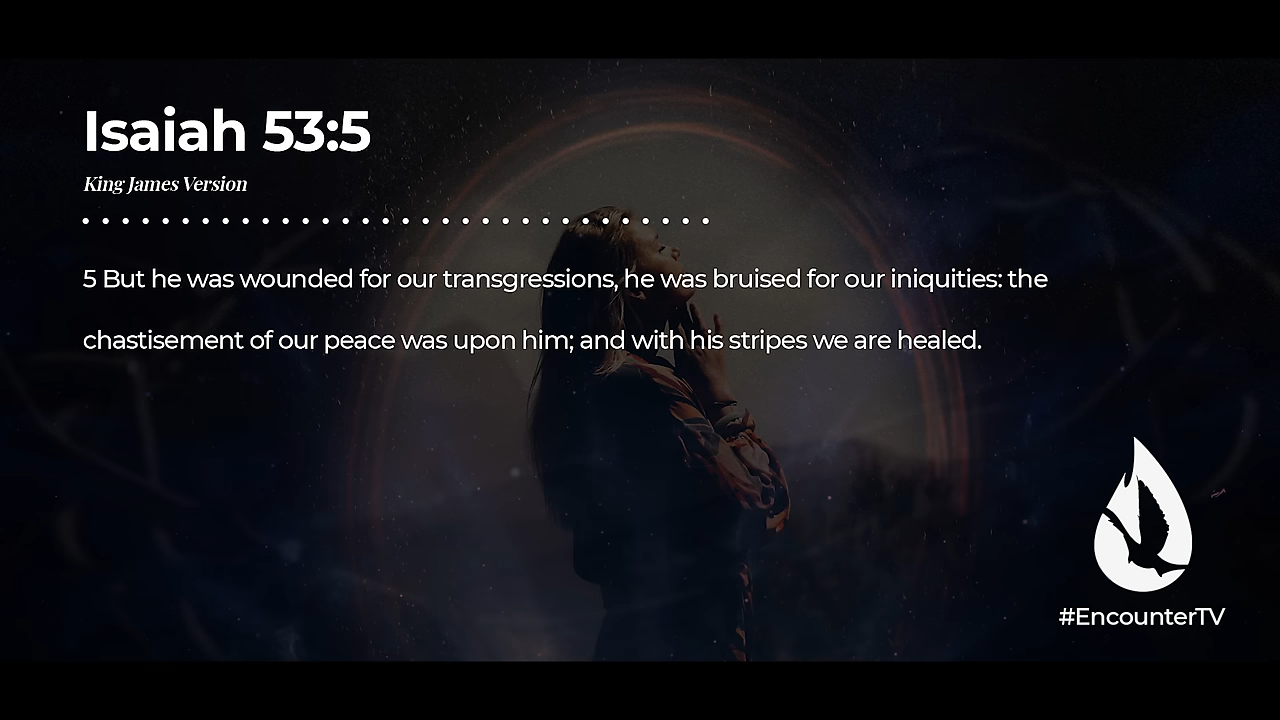 Isaiah 53:5
King James Version
5 But he was wounded for our transgressions, he was bruised for our iniquities: the
chastisement of our peace was upon him; and with his stripes we are healed.
#EncounterTV